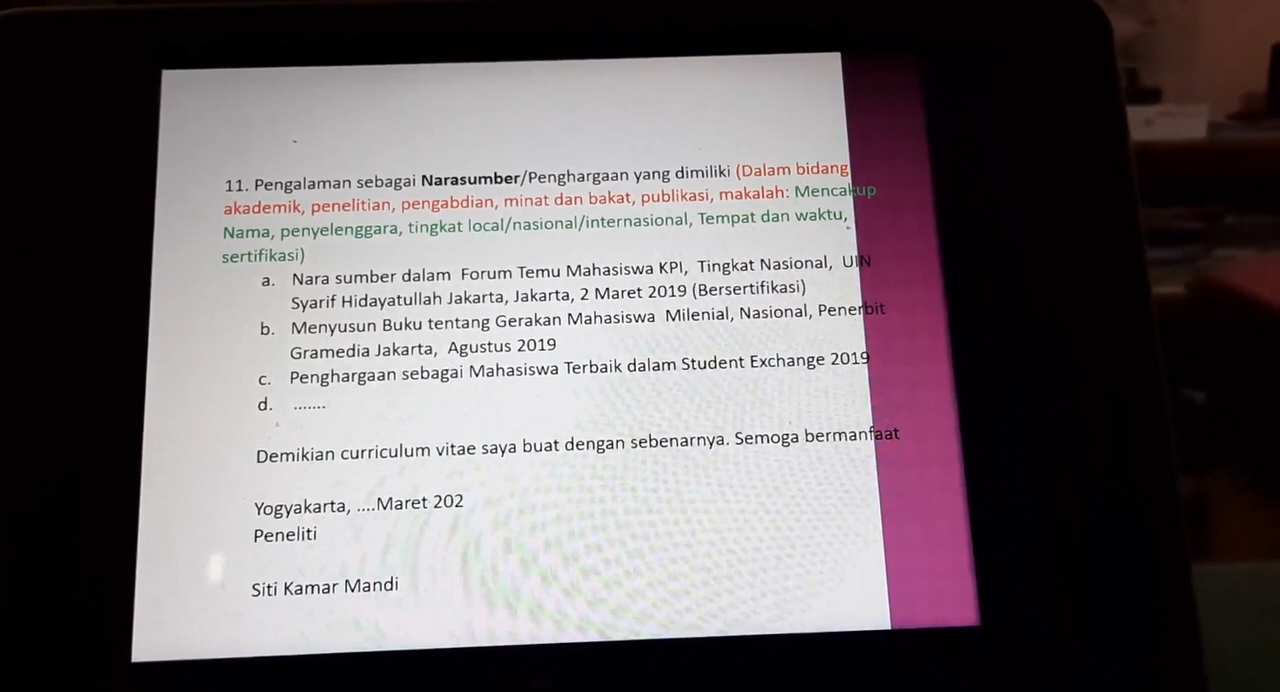 11. Pengalaman sebagai Narasumber/Penghargaan yang dimiliki (Dalam bidang
akademik, penelitian, pengabdian, minat dan bakat, publikasi, makalah: Mencakup
Nama, penyelenggara, tingkat local/nasional/internasional, Tempat dan waktu,
sertifikasi)
a. Nara sumber dalam Forum Temu Mahasiswa KPI, Tingkat Nasional, UIN
Syarif Hidayatullah Jakarta, Jakarta, 2 Maret 2019 (Bersertifikasi)
b. Menyusun Buku tentang Gerakan Mahasiswa Milenial, Nasional, Penerbit
Gramedia Jakarta, Agustus 2019
c. Penghargaan sebagai Mahasiswa Terbaik dalam Student Exchange 2019
d. .......
Demikian curriculum vitae saya buat dengan sebenarnya. Semoga bermanfaat
Yogyakarta, ....Maret 202
Peneliti
Siti Kamar Mandi